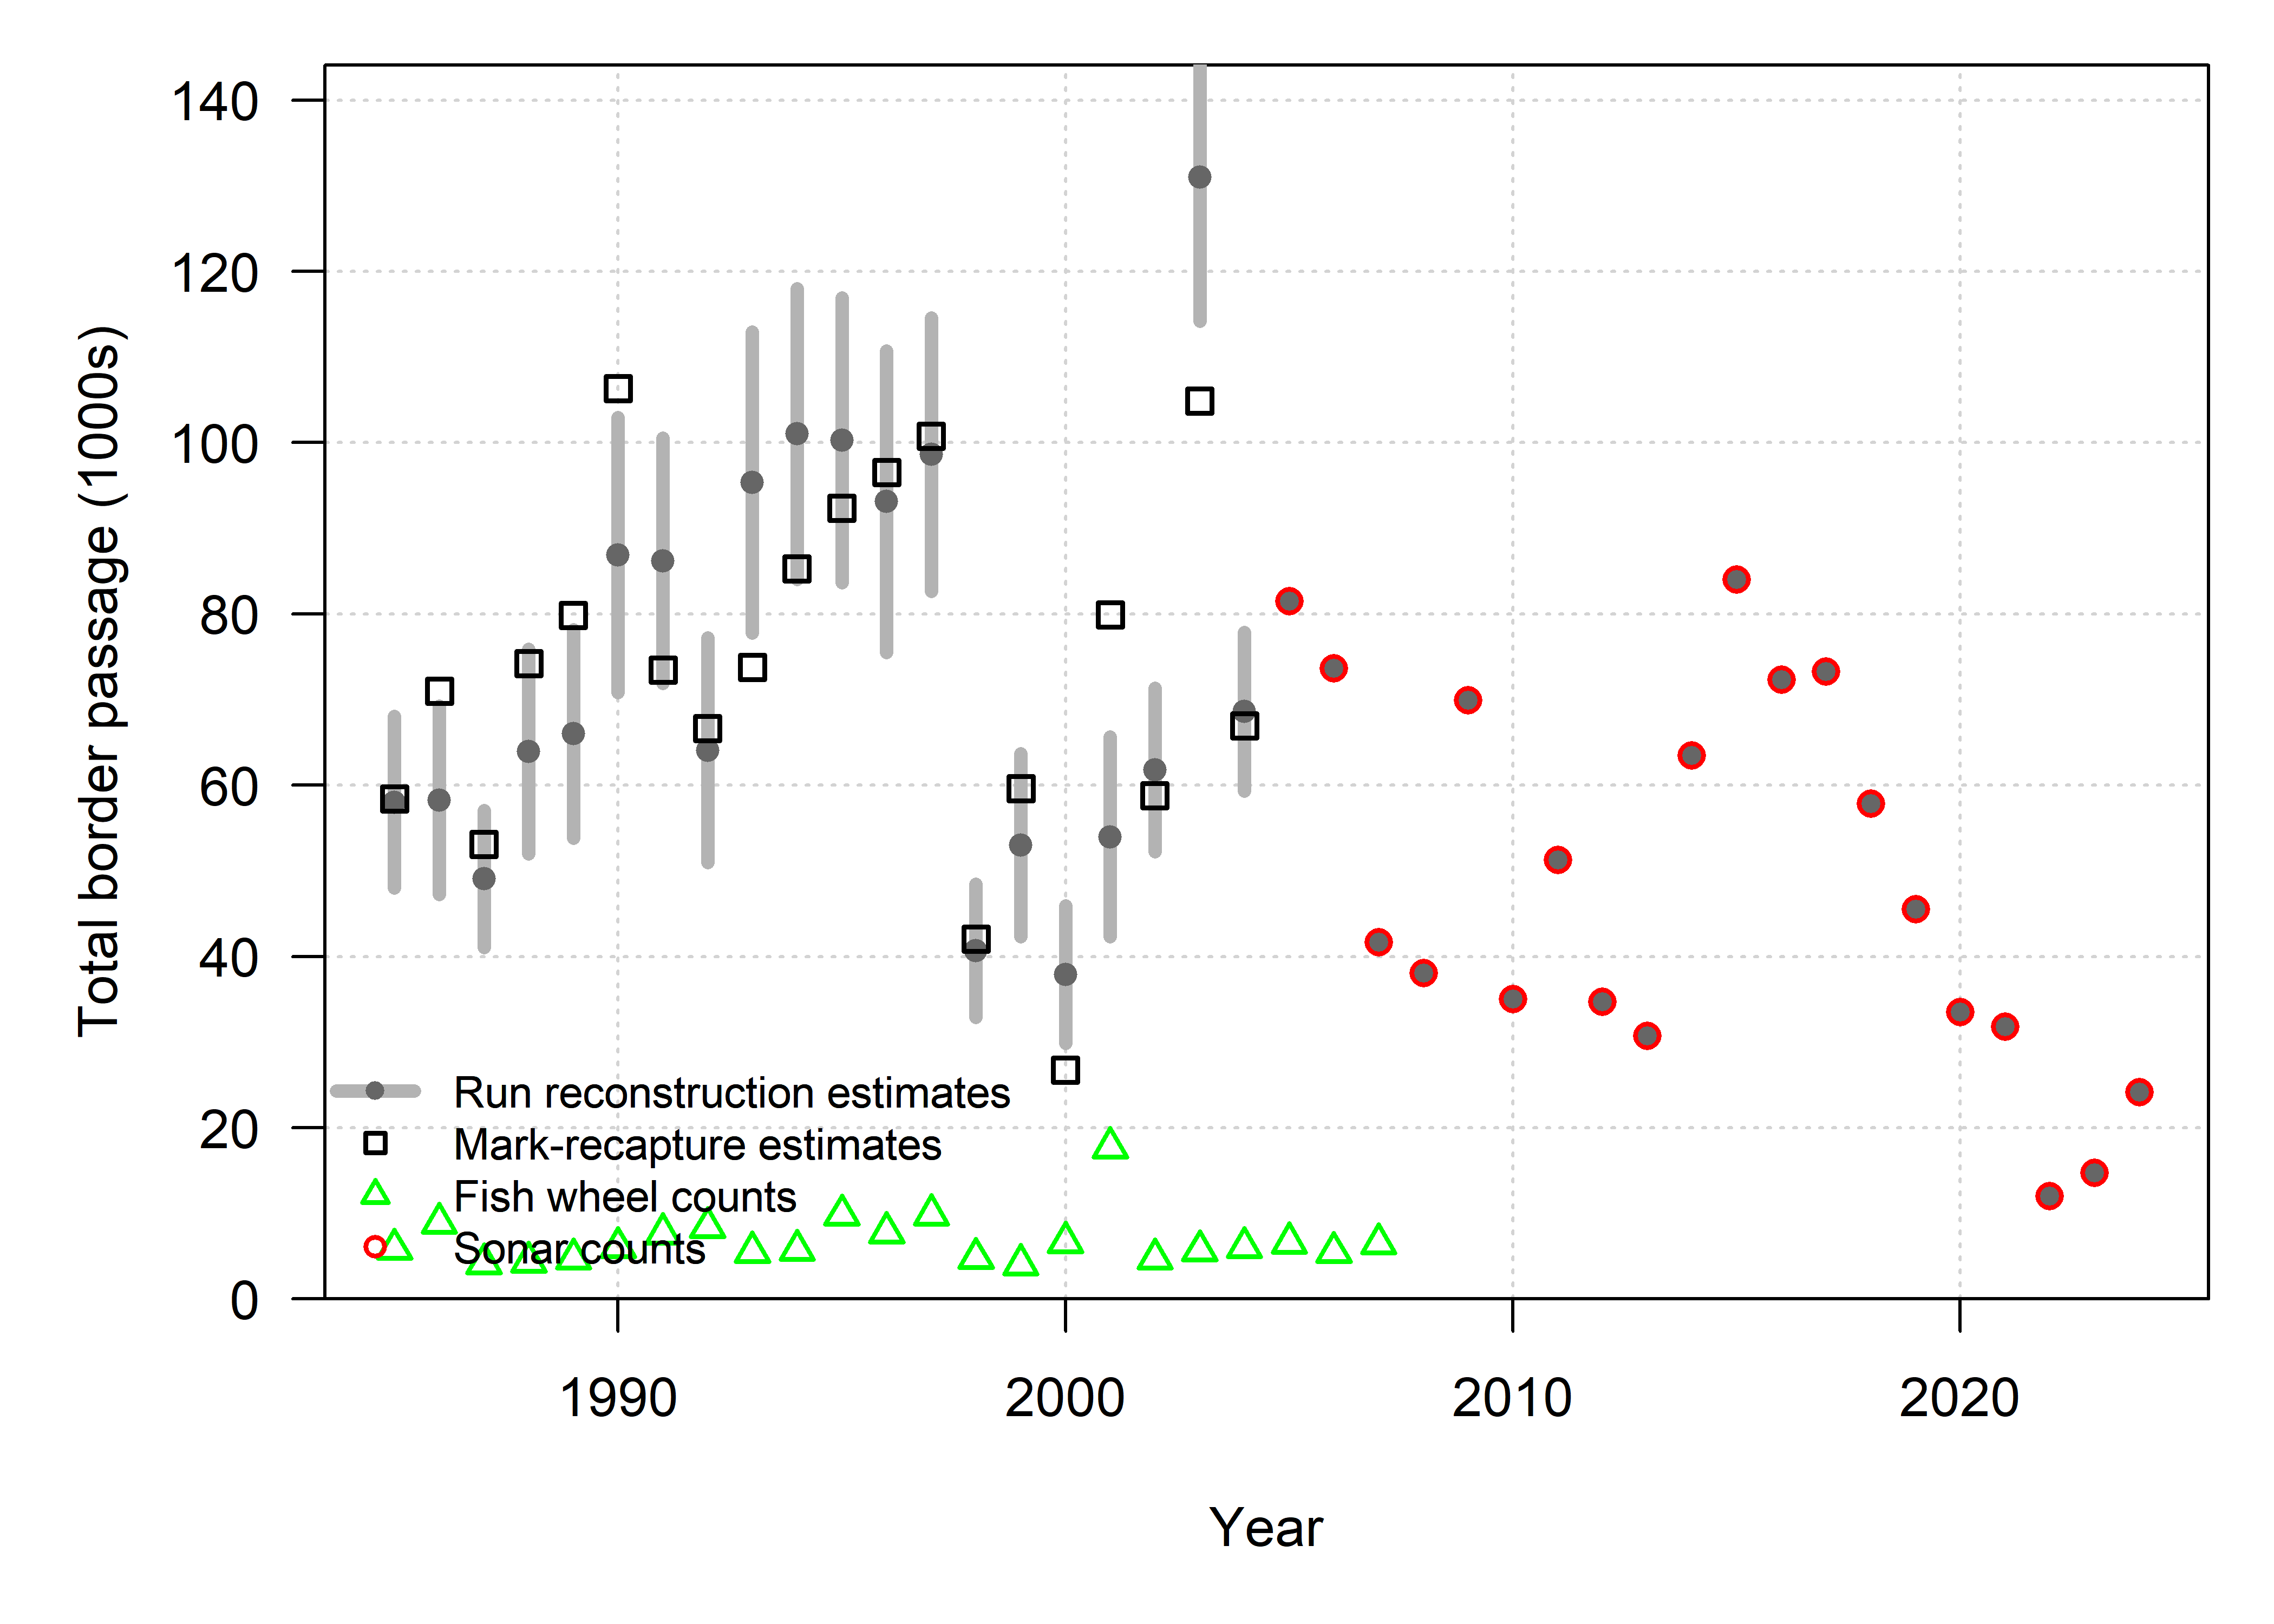 Total border passage (1000s)
140
120
100
80
60
40
20
0
Run reconstruction estimates
Mark-recapture estimates
Fish wheel counts
Sonar counts
1990 2000 2010 2020
Year